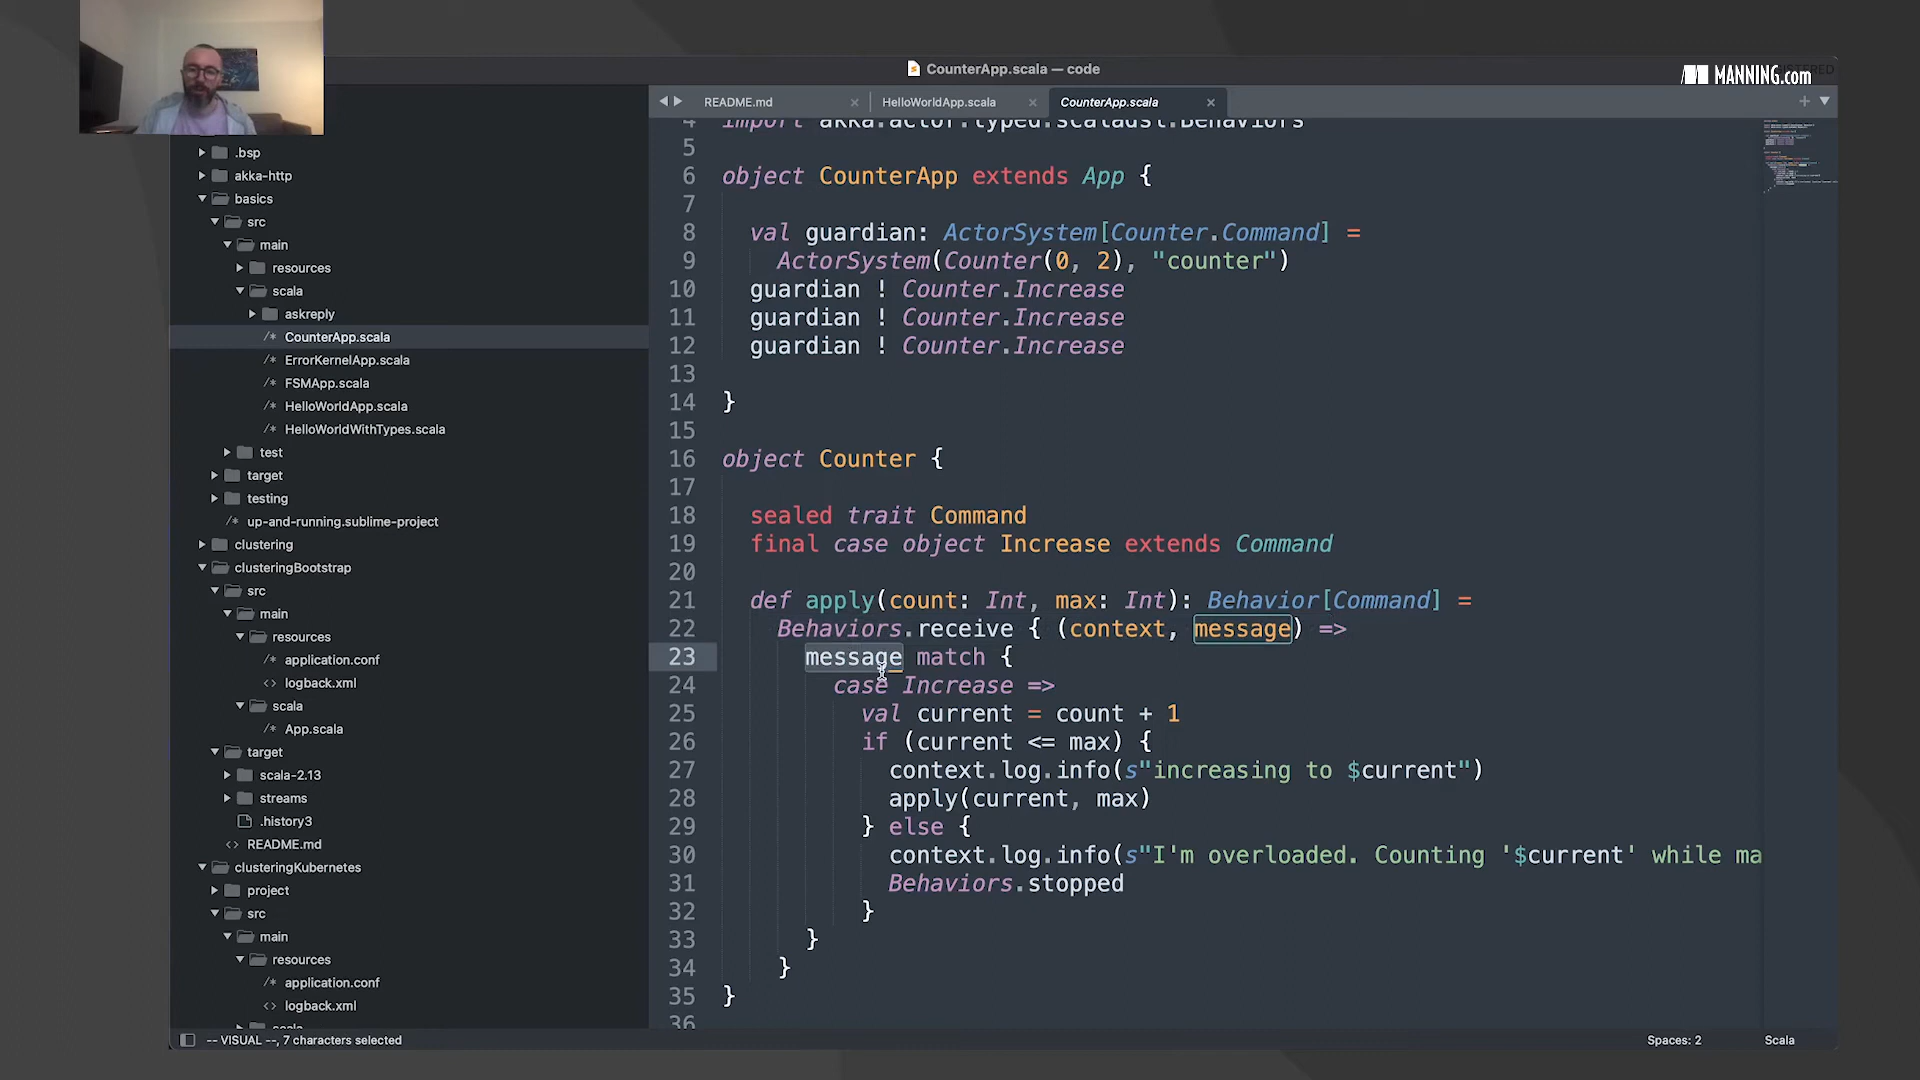 CounterApp.scala — code
MANNING.com
README.md
HelloWorldApp.scala
CounterApp.scala
.bsp
akka-http
basics
src
main
resources
scala
askreply
CounterApp.scala
ErrorKernelApp.scala
FSMApp.scala
HelloWorldApp.scala
HelloWorldWithTypes.scala
test
target
testing
up-and-running.sublime-project
clustering
clusteringBootstrap
src
main
resources
application.conf
logback.xml
scala
App.scala
target
scala-2.13
streams
.history3
README.md
clusteringKubernetes
project
src
main
resources
application.conf
logback.xml
scala
4 import akka.actor.typed.scaladsl.Behaviors
5
6 object CounterApp extends App {
7
8 val guardian: ActorSystem[Counter.Command] =
9 ActorSystem(Counter(0, 2), "counter")
10 guardian ! Counter.Increase
11 guardian ! Counter.Increase
12 guardian ! Counter.Increase
13
14 }
15
16 object Counter {
17
18 sealed trait Command
19 final case object Increase extends Command
20
21 def apply(count: Int, max: Int): Behavior[Command] =
22 Behaviors.receive { (context, message) =>
23 message match {
24 case Increase =>
25 val current = count + 1
26 if (current <= max) {
27 context.log.info(s"increasing to $current")
28 apply(current, max)
29 } else {
30 context.log.info(s"I'm overloaded. Counting '$current' while ma
31 Behaviors.stopped
32 }
33 }
34 }
35 }
36
-- VISUAL --, 7 characters selected
Spaces: 2
Scala